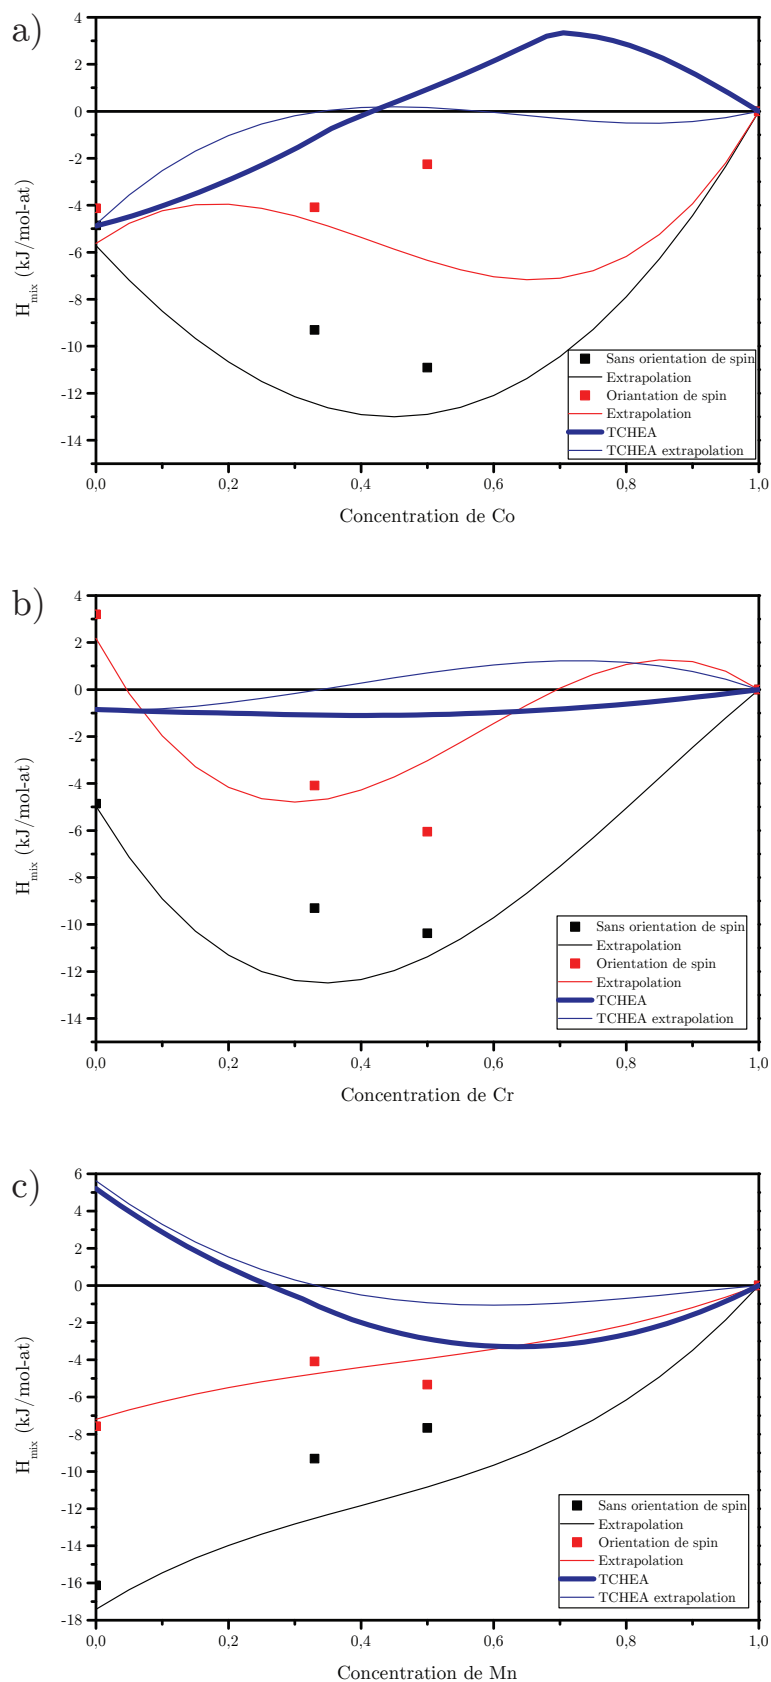 a)
4
2
0
-2
-4
-6
-8
-10
-12
-14
H mix (kJ/mol-at)
Sans orientation de spin
Extrapolation
Oriantation de spin
Extrapolation
TCHEA
TCHEA extrapolation
0,0 0,2 0,4 0,6 0,8 1,0
Concentration de Co
b)
4
2
0
-2
-4
-6
-8
-10
-12
-14
H mix (kJ/mol-at)
Sans orientation de spin
Extrapolation
Orientation de spin
Extrapolation
TCHEA
TCHEA extrapolation
0,0 0,2 0,4 0,6 0,8 1,0
Concentration de Cr
c)
6
4
2
0
-2
-4
-6
-8
-10
-12
-14
-16
-18
H mix (kJ/mol-at)
Sans orientation de spin
Extrapolation
Orientation de spin
Extrapolation
TCHEA
TCHEA extrapolation
0,0 0,2 0,4 0,6 0,8 1,0
Concentration de Mn